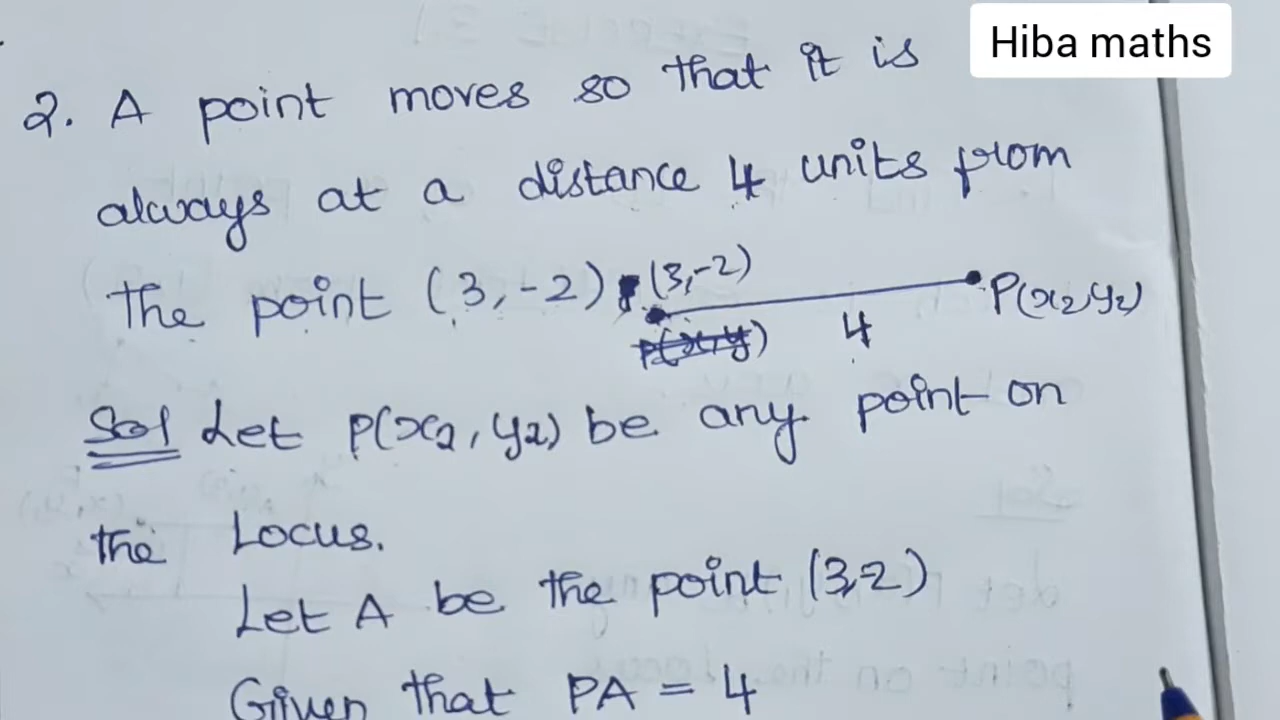 Hiba maths
2. A point moves so that it is
always at a distance 4 units from
the point (3,-2) (3,-2)
P(x2,y2)
P(x,y)
4
Sol Let P(x2,y2) be any point on
the Locus.
Let A be the point (3,2)
Given that PA = 4